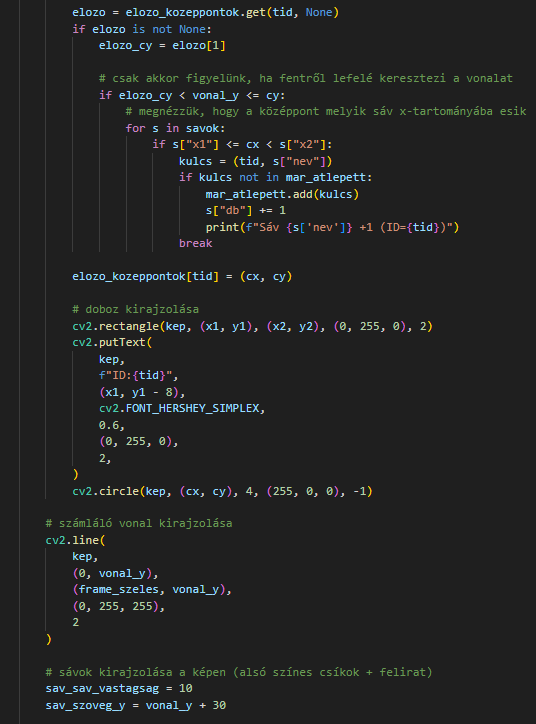 elozo = elozo_kozeppontok.get(tid, None)
if elozo is not None:
    elozo_cy = elozo[1]

    # csak akkor figyelünk, ha fentről lefelé keresztezi a vonalat
    if elozo_cy < vonal_y <= cy:
        # megnézzük, hogy a középpont melyik sáv x-tartományába esik
        for s in savok:
            if s["x1"] <= cx < s["x2"]:
                kulcs = (tid, s["nev"])
                if kulcs not in mar_atlepett:
                    mar_atlepett.add(kulcs)
                    s["db"] += 1
                    print(f"Sáv {s['nev']} +1 (ID={tid})")
                break

elozo_kozeppontok[tid] = (cx, cy)

# doboz kirajzolása
cv2.rectangle(kep, (x1, y1), (x2, y2), (0, 255, 0), 2)
cv2.putText(
    kep,
    f"ID:{tid}",
    (x1, y1 - 8),
    cv2.FONT_HERSHEY_SIMPLEX,
    0.6,
    (0, 255, 0),
    2,
)
cv2.circle(kep, (cx, cy), 4, (255, 0, 0), -1)

# számláló vonal kirajzolása
cv2.line(
    kep,
    (0, vonal_y),
    (frame_szeles, vonal_y),
    (0, 255, 255),
    2
)

# sávok kirajzolása a képen (alsó színes csíkok + felirat)
sav_sav_vastagsag = 10
sav_szoveg_y = vonal_y + 30